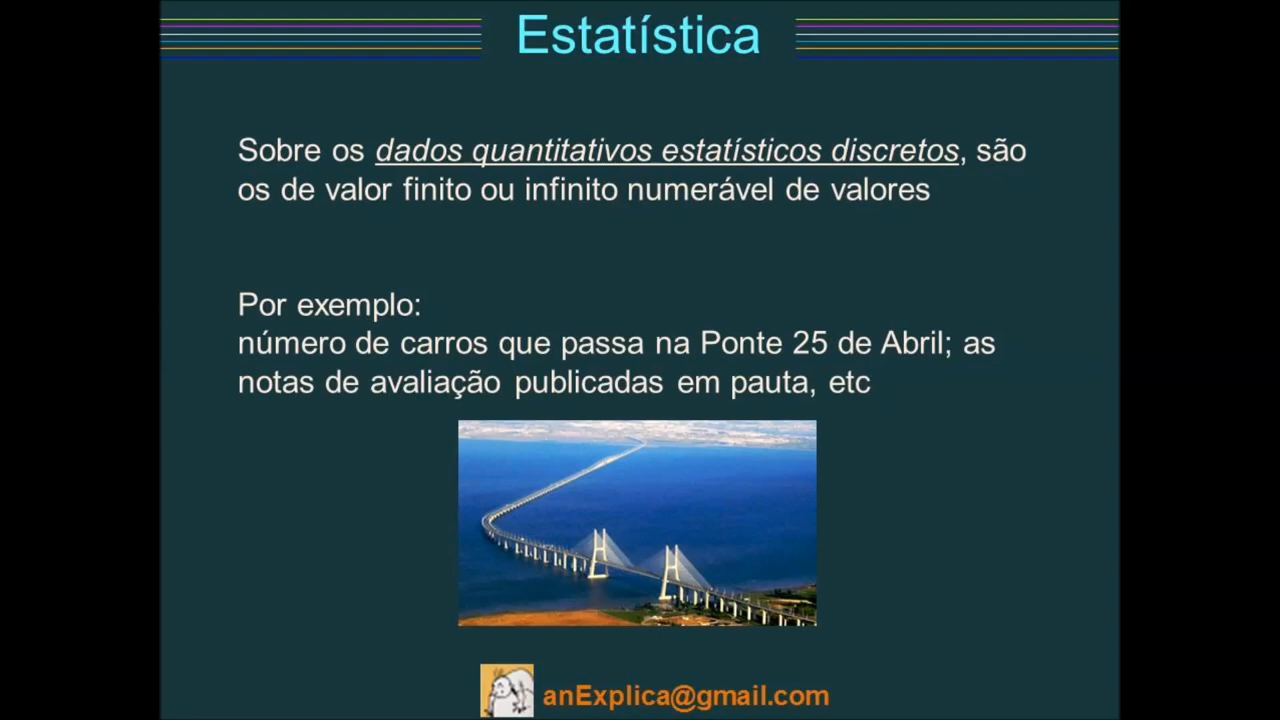 Estatística
Sobre os dados quantitativos estatísticos discretos, são
os de valor finito ou infinito numerável de valores
Por exemplo:
número de carros que passa na Ponte 25 de Abril; as
notas de avaliação publicadas em pauta, etc
anExplica@gmail.com